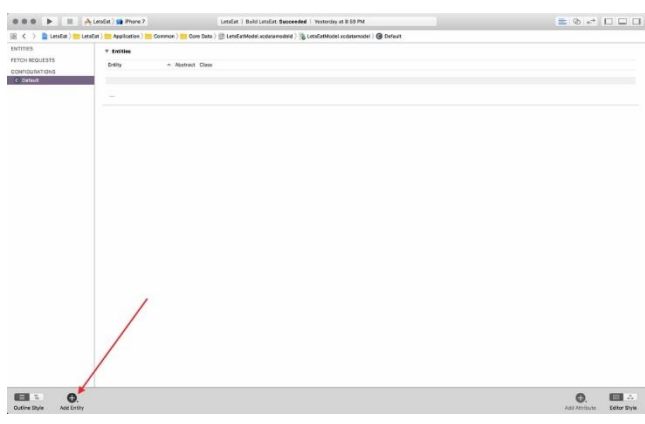 LetsEat iPhone 7 LetsEat | Build LetsEat: Succeeded | Yesterday at 8:59 PM
LetsEat LetsEat Application Common Core Data LetsEatModel.xcdatamodeld LetsEatModel.xcdatamodel Default
ENTITIES
FETCH REQUESTS
CONFIGURATIONS
Default
Entities
Entity Abstract Class
Outline Style Add Entity Add Attribute Editor Style